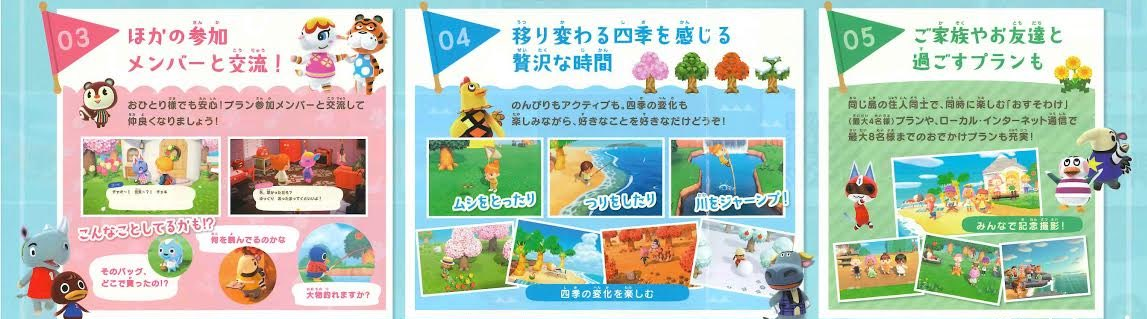 03
ほかの参加
メンバーと交流！
おひとり様でも安心！プラン参加メンバーと交流して
仲良くなりましょう！
こんなことしてるかも!?
何を読んでるのかな
そのバッグ、
どこで買ったの!?
大物釣れますか？
04
移り変わる四季を感じる
贅沢な時間
のんびりもアクティブも、四季の変化も
楽しみながら、好きなことを好きなだけどうぞ！
ムシをとったり
つりをしたり
川をジャーンプ！
四季の変化を楽しむ
05
ご家族やお友達と
過ごすプランも
同じ島の住人同士で、同時に楽しむ「おすそわけ」
(最大4名様)プランや、ローカル・インターネット通信で
最大8名様までのおでかけプランも充実！
みんなで記念撮影！